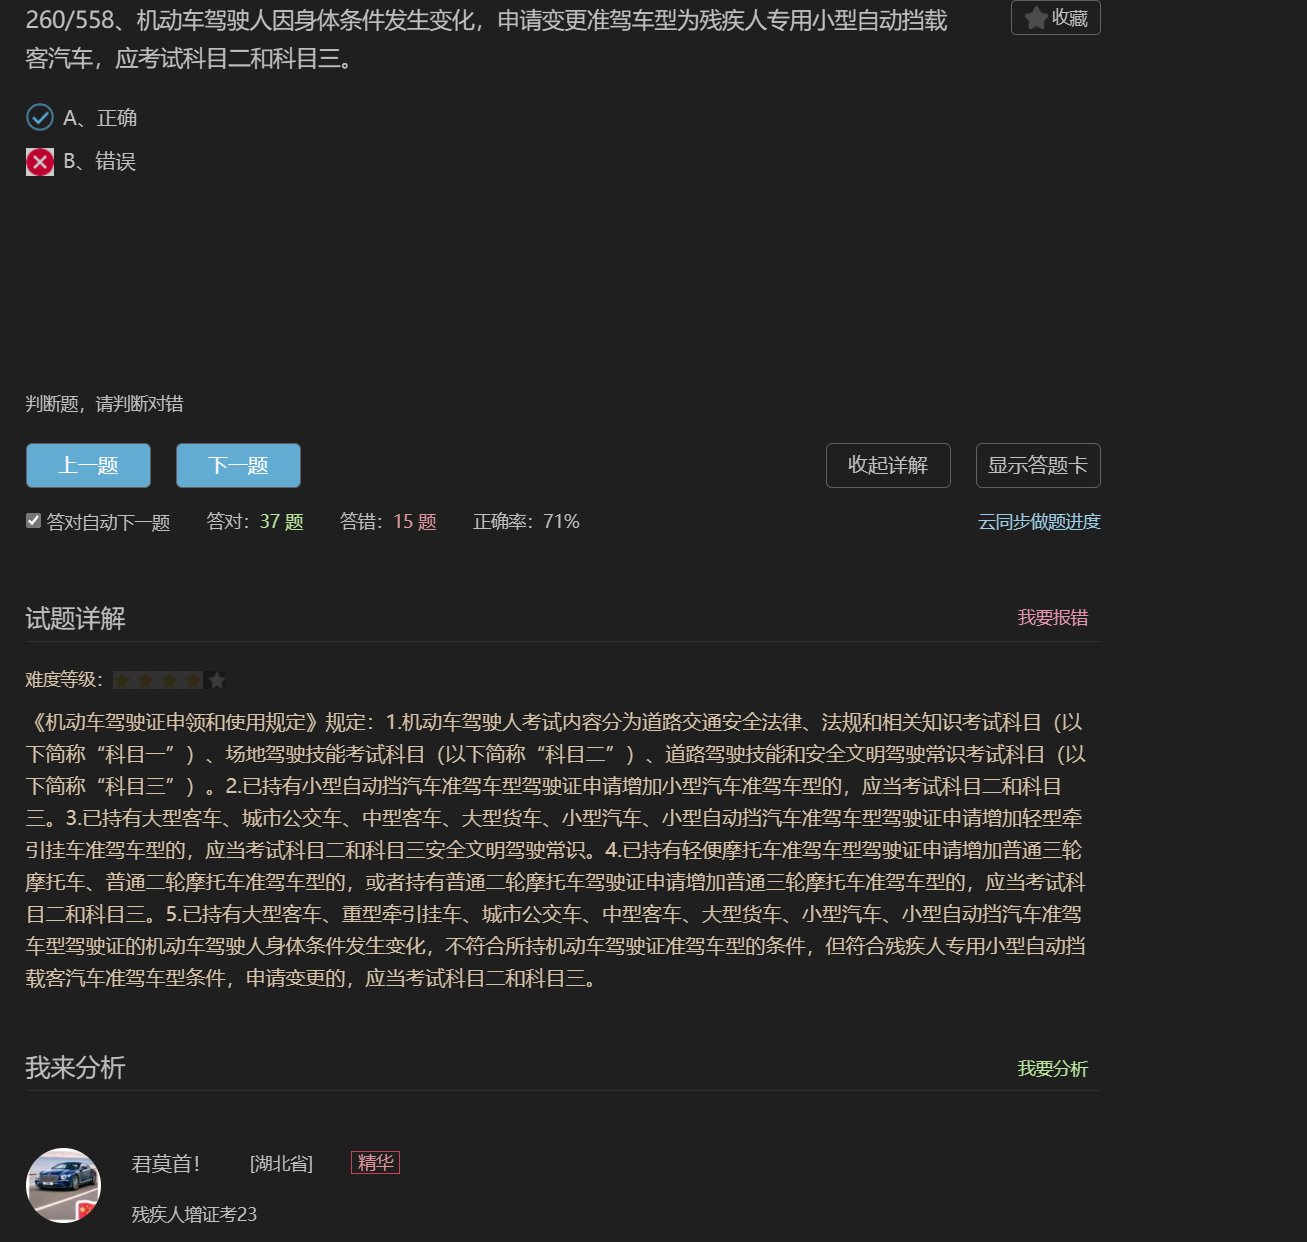 260/558、机动车驾驶人因身体条件发生变化，申请变更准驾车型为残疾人专用小型自动挡载
客汽车，应考试科目二和科目三。
收藏
A、正确
B、错误
判断题，请判断对错
上一题 下一题 收起详解 显示答题卡
答对自动下一题 答对：37 题 答错：15 题 正确率：71% 云同步做题进度
试题详解 我要报错
难度等级：
《机动车驾驶证申领和使用规定》规定：1.机动车驾驶人考试内容分为道路交通安全法律、法规和相关知识考试科目（以
下简称“科目一”）、场地驾驶技能考试科目（以下简称“科目二”）、道路驾驶技能和安全文明驾驶常识考试科目（以
下简称“科目三”）。2.已持有小型自动挡汽车准驾车型驾驶证申请增加小型汽车准驾车型的，应当考试科目二和科目
三。3.已持有大型客车、城市公交车、中型客车、大型货车、小型汽车、小型自动挡汽车准驾车型驾驶证申请增加轻型牵
引挂车准驾车型的，应当考试科目二和科目三安全文明驾驶常识。4.已持有轻便摩托车准驾车型驾驶证申请增加普通三轮
摩托车、普通二轮摩托车准驾车型的，或者持有普通二轮摩托车驾驶证申请增加普通三轮摩托车准驾车型的，应当考试科
目二和科目三。5.已持有大型客车、重型牵引挂车、城市公交车、中型客车、大型货车、小型汽车、小型自动挡汽车准驾
车型驾驶证的机动车驾驶人身体条件发生变化，不符合所持机动车驾驶证准驾车型的条件，但符合残疾人专用小型自动挡
载客汽车准驾车型条件，申请变更的，应当考试科目二和科目三。
我来分析 我要分析
君莫首！ [湖北省] 精华
残疾人增证考23